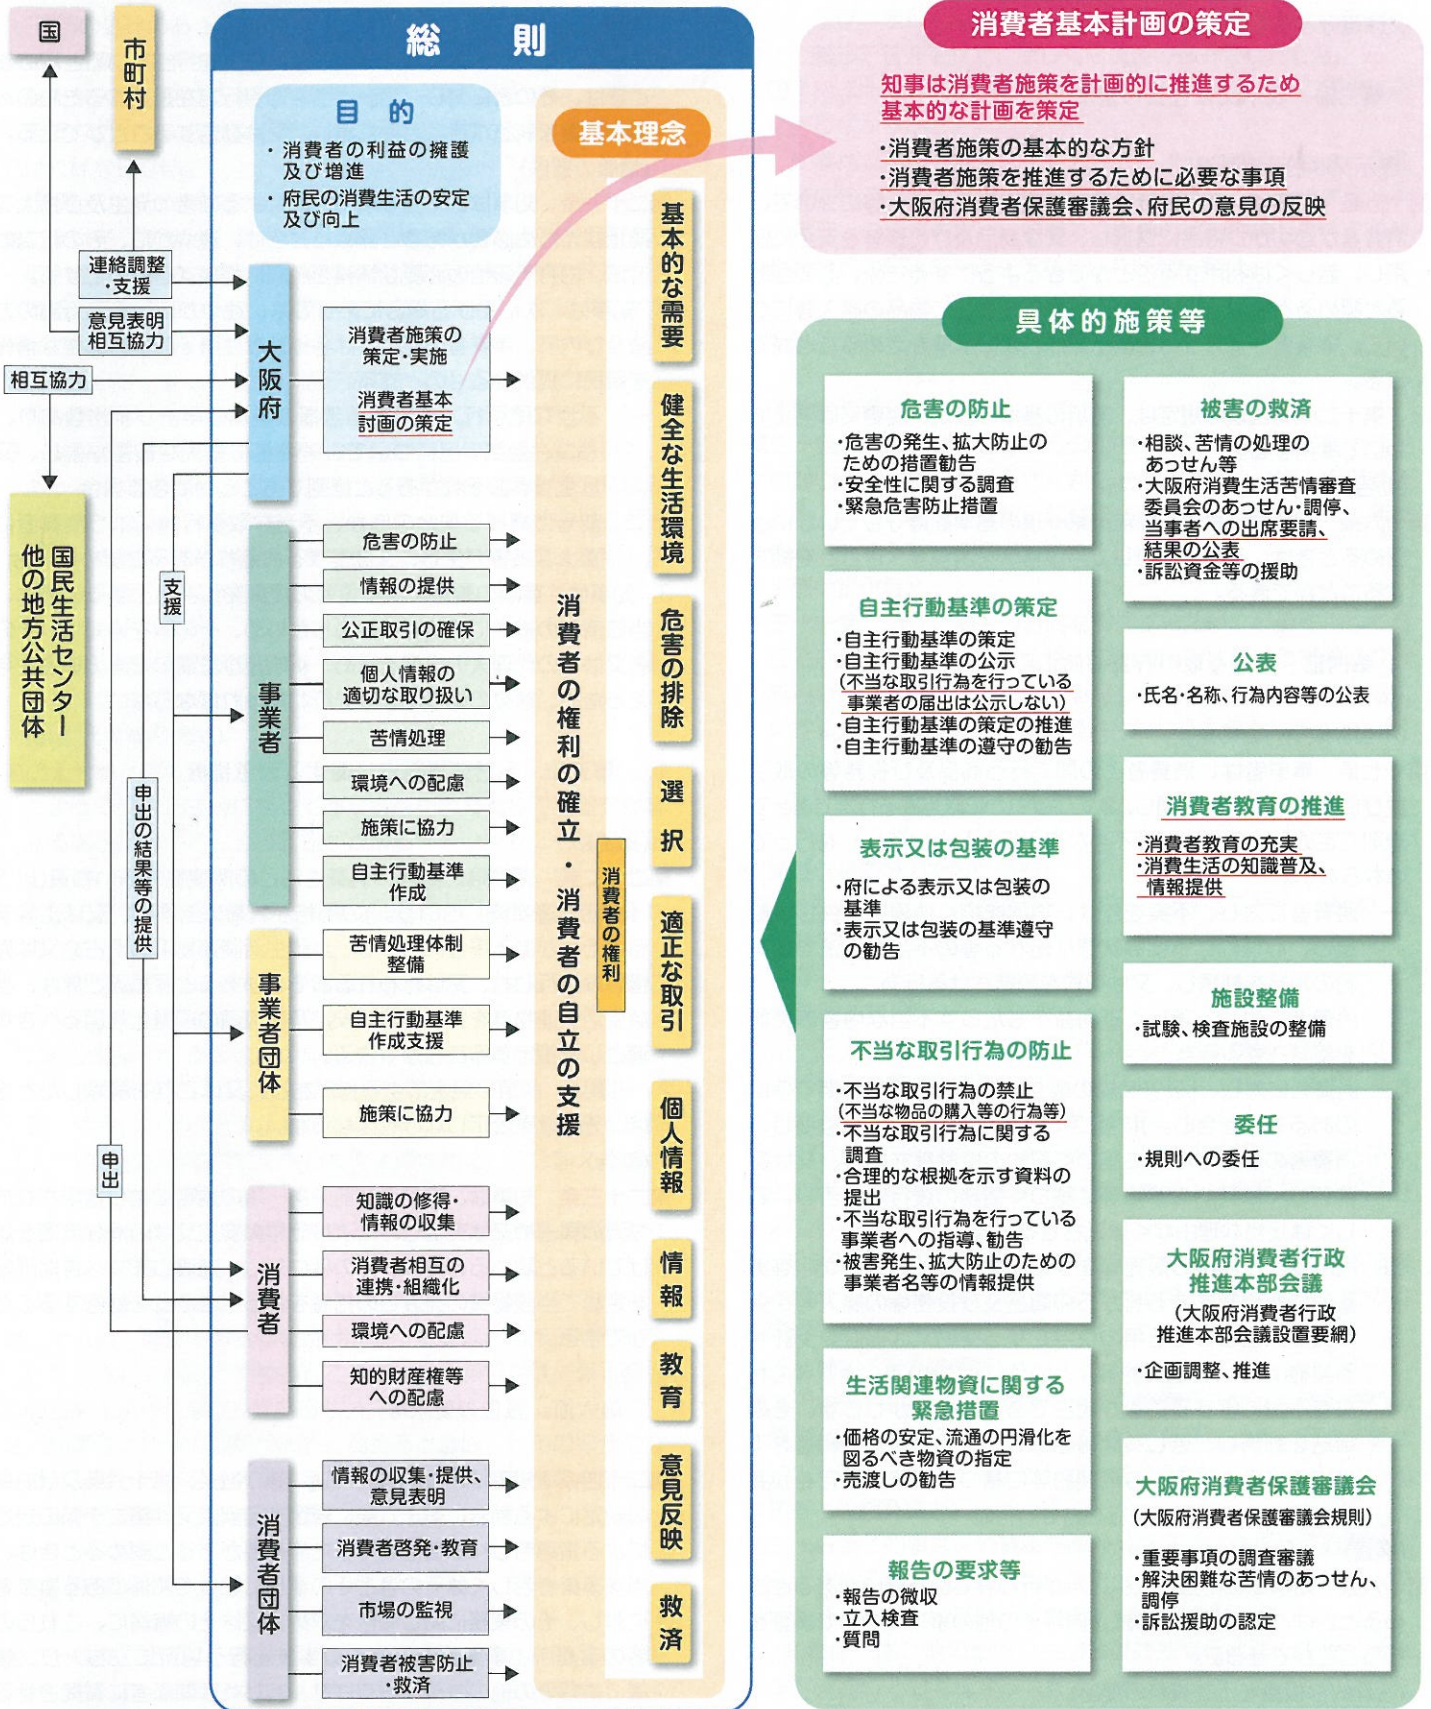 国
市町村
総則
目的
・消費者の利益の擁護
及び増進
・府民の消費生活の安定
及び向上
基本理念
連絡調整
・支援
意見表明
相互協力
相互協力
国民生活センター
他の地方公共団体
支援
申出の結果等の提供
申出
大阪府
消費者施策の
策定・実施
消費者基本
計画の策定
事業者
危害の防止
情報の提供
公正取引の確保
個人情報の
適切な取り扱い
苦情処理
環境への配慮
施策に協力
自主行動基準
作成
事業者団体
苦情処理体制
整備
自主行動基準
作成支援
施策に協力
消費者
知識の修得・
情報の収集
消費者相互の
連携・組織化
環境への配慮
知的財産権等
への配慮
消費者団体
情報の収集・提供、
意見表明
消費者啓発・教育
市場の監視
消費者被害防止
・救済
消費者の権利の確立・消費者の自立の支援
消費者の権利
基本的な需要
健全な生活環境
危害の排除
選択
適正な取引
個人情報
情報
教育
意見反映
救済
消費者基本計画の策定
知事は消費者施策を計画的に推進するため
基本的な計画を策定
・消費者施策の基本的な方針
・消費者施策を推進するために必要な事項
・大阪府消費者保護審議会、府民の意見の反映
具体的施策等
危害の防止
・危害の発生、拡大防止の
ための措置勧告
・安全性に関する調査
・緊急危害防止措置
自主行動基準の策定
・自主行動基準の策定
・自主行動基準の公示
(不当な取引行為を行っている
事業者の届出は公示しない)
・自主行動基準の策定の推進
・自主行動基準の遵守の勧告
表示又は包装の基準
・府による表示又は包装の
基準
・表示又は包装の基準遵守
の勧告
不当な取引行為の防止
・不当な取引行為の禁止
(不当な物品の購入等の行為等)
・不当な取引行為に関する
調査
・合理的な根拠を示す資料の
提出
・不当な取引行為を行っている
事業者への指導、勧告
・被害発生、拡大防止のための
事業者名等の情報提供
生活関連物資に関する
緊急措置
・価格の安定、流通の円滑化を
図るべき物資の指定
・売渡しの勧告
報告の要求等
・報告の徴収
・立入検査
・質問
被害の救済
・相談、苦情の処理の
あっせん等
・大阪府消費生活苦情審査
委員会のあっせん・調停、
当事者への出席要請、
結果の公表
・訴訟資金等の援助
公表
・氏名・名称、行為内容等の公表
消費者教育の推進
・消費者教育の充実
・消費生活の知識普及、
情報提供
施設整備
・試験、検査施設の整備
委任
・規則への委任
大阪府消費者行政
推進本部会議
(大阪府消費者行政
推進本部会議設置要綱)
・企画調整、推進
大阪府消費者保護審議会
(大阪府消費者保護審議会規則)
・重要事項の調査審議
・解決困難な苦情のあっせん、
調停
・訴訟援助の認定